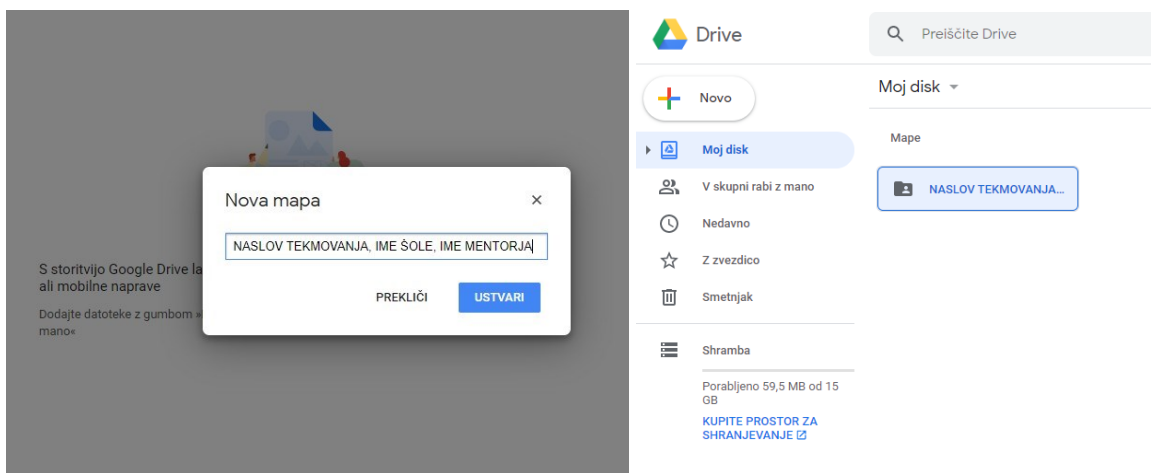 Nova mapa
NASLOV TEKMOVANJA, IME ŠOLE, IME MENTORJA
PREKLIČI USTVARI
S storitvijo Google Drive la
ali mobilne naprave
Dodajte datoteke z gumbom »
mano«
Drive
Preiščite Drive
Novo
Moj disk
V skupni rabi z mano
Nedavno
Z zvezdico
Smetnjak
Shramba
Porabljeno 59,5 MB od 15
GB
KUPITE PROSTOR ZA
SHRANJEVANJE
Moj disk
Mape
NASLOV TEKMOVANJA...